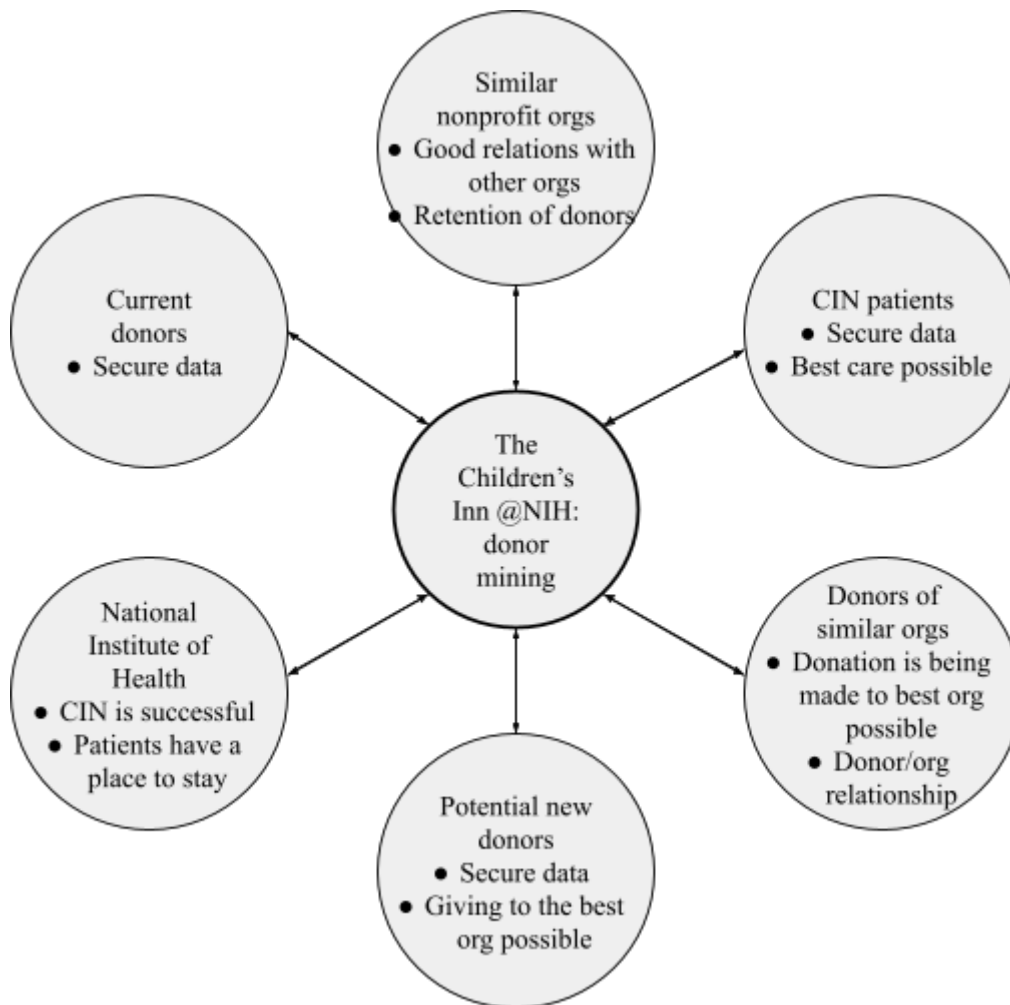 Similar
nonprofit orgs
● Good relations with
other orgs
● Retention of donors
Current
donors
● Secure data
CIN patients
● Secure data
● Best care possible
The
Children's
Inn @NIH:
donor
mining
National
Institute of
Health
● CIN is successful
● Patients have a
place to stay
Donors of
similar orgs
● Donation is being
made to best org
possible
● Donor/org
relationship
Potential new
donors
● Secure data
● Giving to the best
org possible